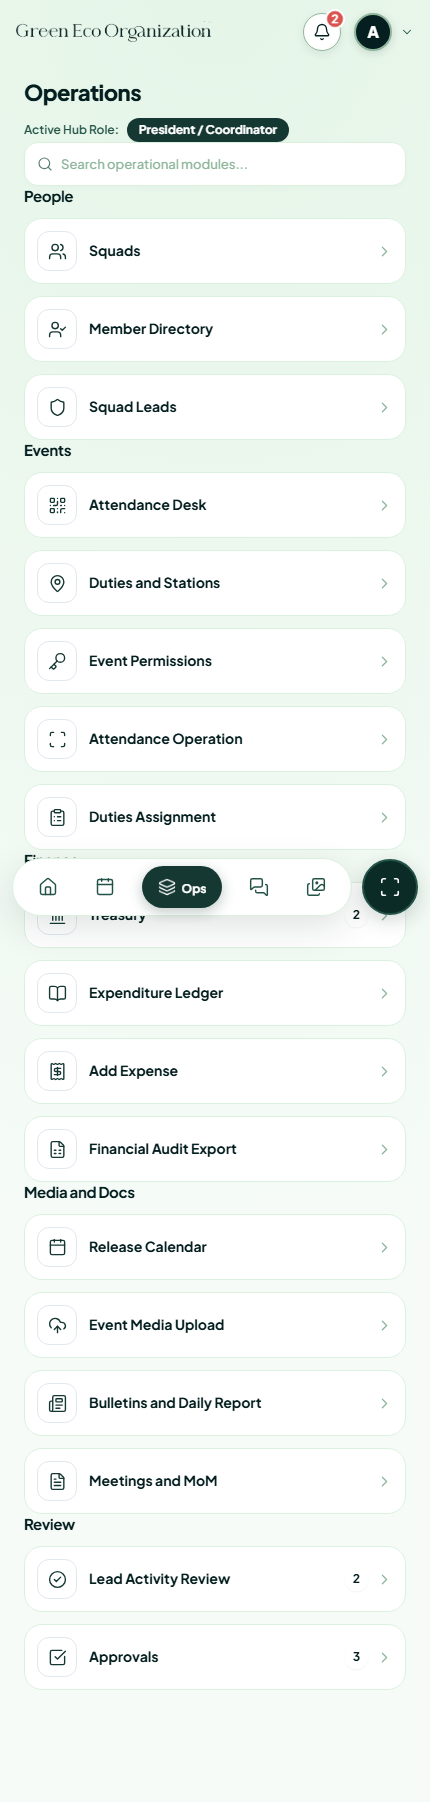 Green Eco Organization
2
A
Operations
Active Hub Role: President / Coordinator
Search operational modules...
People
Squads
Member Directory
Squad Leads
Events
Attendance Desk
Duties and Stations
Event Permissions
Attendance Operation
Duties Assignment
Ops
Treasury 2
Expenditure Ledger
Add Expense
Financial Audit Export
Media and Docs
Release Calendar
Event Media Upload
Bulletins and Daily Report
Meetings and MoM
Review
Lead Activity Review 2
Approvals 3